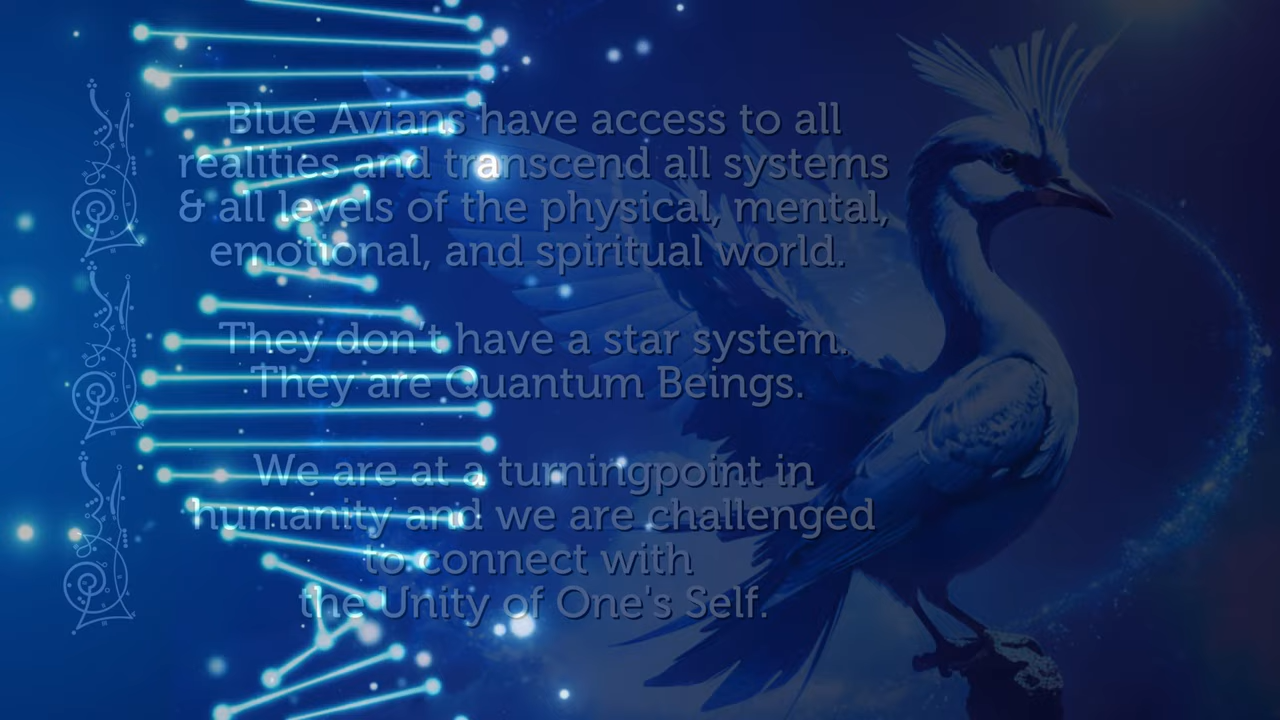 Blue Avians have access to all
realities and transcend all systems
& all levels of the physical, mental,
emotional, and spiritual world.
They don't have a star system.
They are Quantum Beings.
We are at a turningpoint in
humanity and we are challenged
to connect with
the Unity of One's Self.